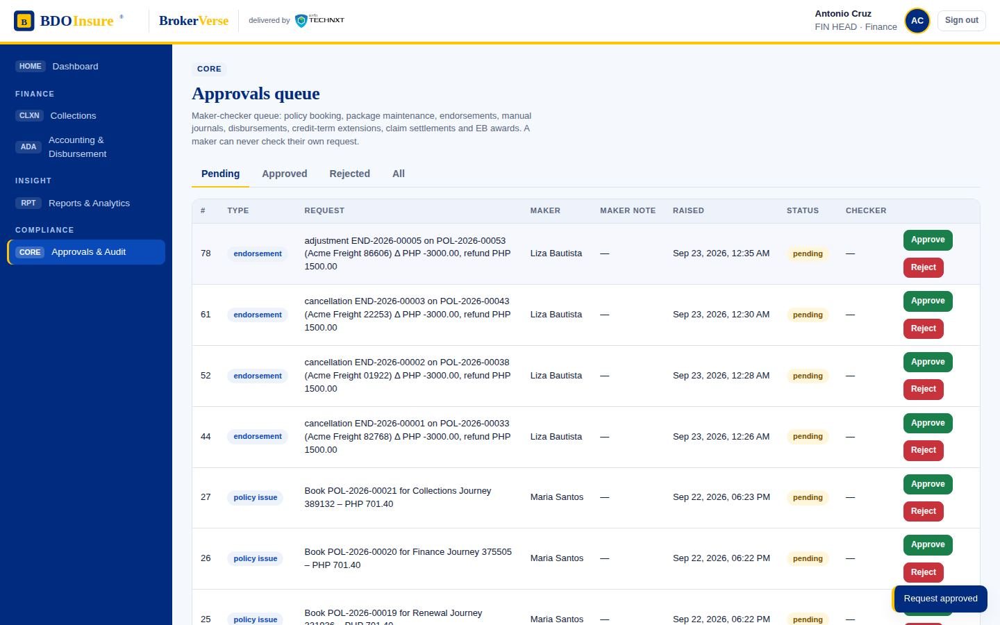 B BDOInsure ®
BrokerVerse
delivered by
TECHNXT
Antonio Cruz
FIN HEAD · Finance
AC
Sign out
HOME Dashboard
FINANCE
CLXN Collections
ADA Accounting &
Disbursement
INSIGHT
RPT Reports & Analytics
COMPLIANCE
CORE Approvals & Audit
CORE
Approvals queue
Maker-checker queue: policy booking, package maintenance, endorsements, manual
journals, disbursements, credit-term extensions, claim settlements and EB awards. A
maker can never check their own request.
Pending Approved Rejected All
# TYPE REQUEST MAKER MAKER NOTE RAISED STATUS CHECKER
78 endorsement adjustment END-2026-00005 on POL-2026-00053
(Acme Freight 86606) Δ PHP -3000.00, refund PHP
1500.00
Liza Bautista — Sep 23, 2026, 12:35 AM pending —
Approve
Reject
61 endorsement cancellation END-2026-00003 on POL-2026-00043
(Acme Freight 22253) Δ PHP -3000.00, refund PHP
1500.00
Liza Bautista — Sep 23, 2026, 12:30 AM pending —
Approve
Reject
52 endorsement cancellation END-2026-00002 on POL-2026-00038
(Acme Freight 01922) Δ PHP -3000.00, refund PHP
1500.00
Liza Bautista — Sep 23, 2026, 12:28 AM pending —
Approve
Reject
44 endorsement cancellation END-2026-00001 on POL-2026-00033
(Acme Freight 82768) Δ PHP -3000.00, refund PHP
1500.00
Liza Bautista — Sep 23, 2026, 12:26 AM pending —
Approve
Reject
27 policy issue Book POL-2026-00021 for Collections Journey
389132 – PHP 701.40
Maria Santos — Sep 22, 2026, 06:23 PM pending —
Approve
Reject
26 policy issue Book POL-2026-00020 for Finance Journey 375505
– PHP 701.40
Maria Santos — Sep 22, 2026, 06:22 PM pending —
Approve
Reject
25 policy issue Book POL-2026-00019 for Renewal Journey
Maria Santos — Sep 22, 2026, 06:22 PM pending —
Request approved